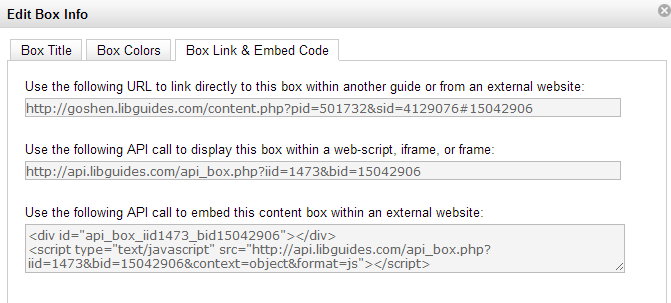 Edit Box Info
Box Title Box Colors Box Link & Embed Code
Use the following URL to link directly to this box within another guide or from an external website:
http://goshen.libguides.com/content.php?pid=501732&sid=4129076#15042906
Use the following API call to display this box within a web-script, iframe, or frame:
http://api.libguides.com/api_box.php?iid=1473&bid=15042906
Use the following API call to embed this content box within an external website:
<div id="api_box_iid1473_bid15042906"></div>
<script type="text/javascript" src="http://api.libguides.com/api_box.php?
iid=1473&bid=15042906&context=object&format=js"></script>